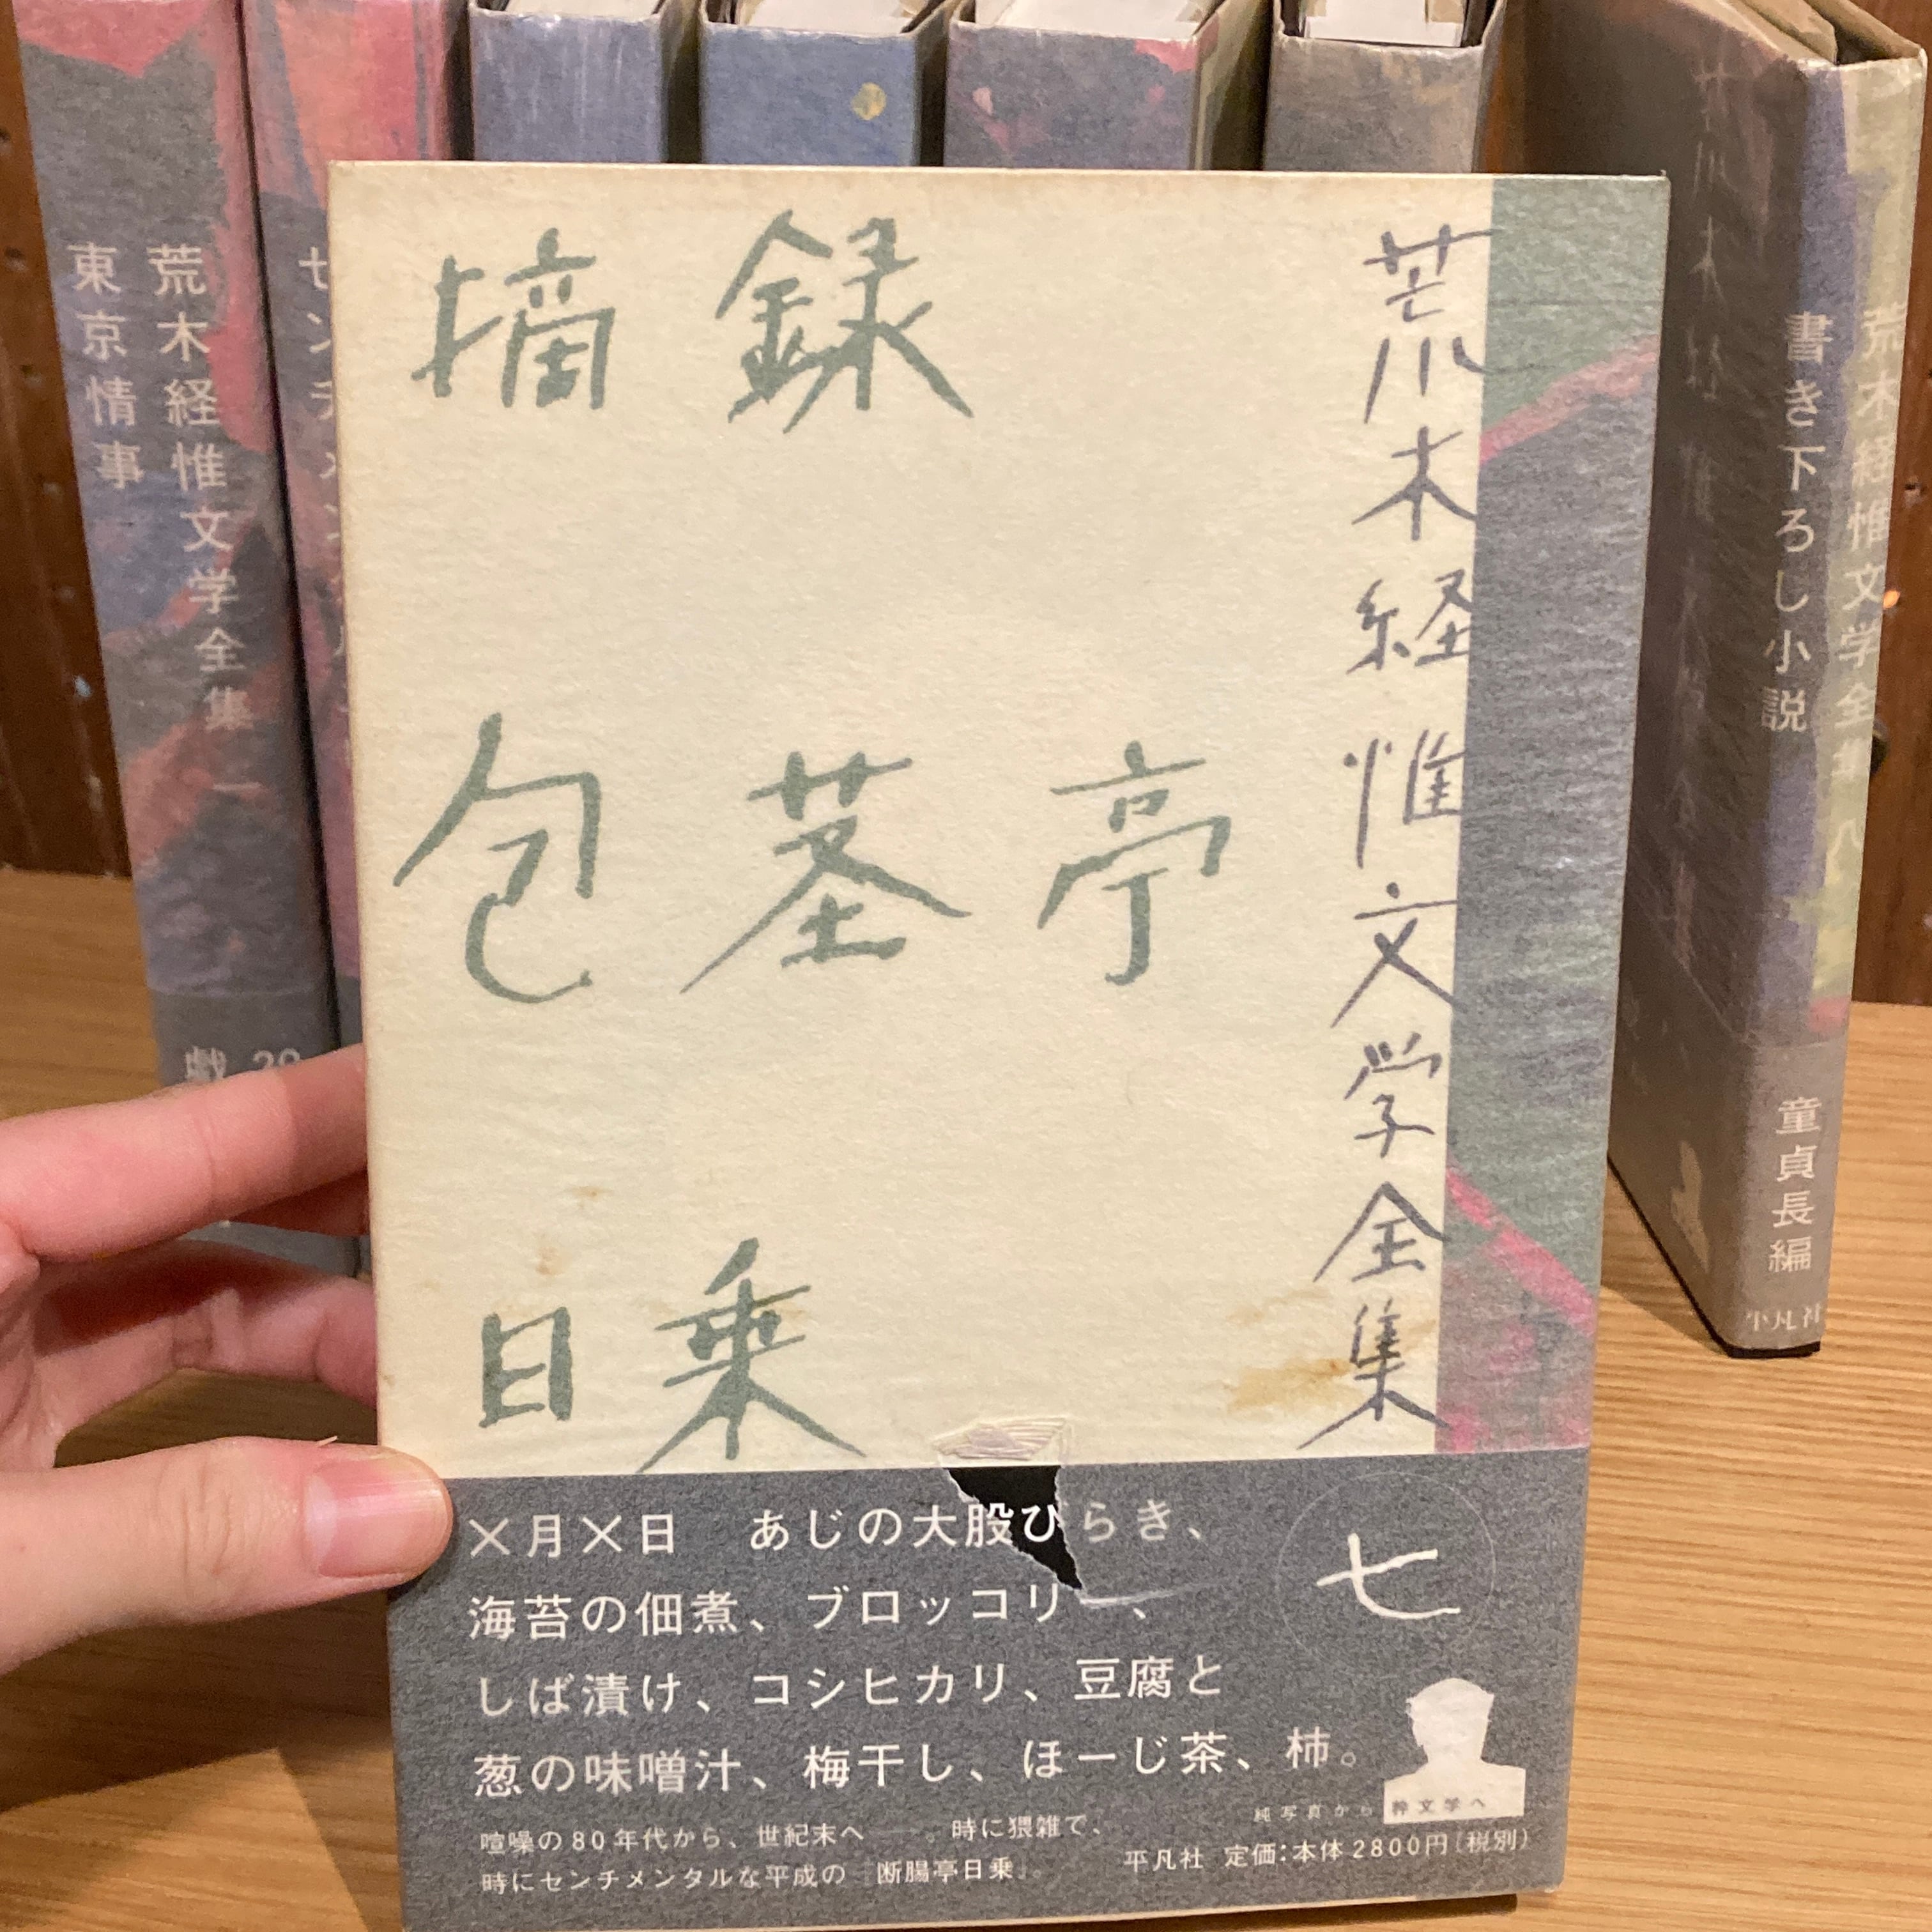 摘録
包茎亭
日乗
荒木経惟文学全集
×月×日 あじの大股びらき、
海苔の佃煮、ブロッコリー、
しば漬け、コシヒカリ、豆腐と
葱の味噌汁、梅干し、ほーじ茶、柿。
七
喧噪の80年代から、世紀末へ――。時に猥雑で、
時にセンチメンタルな平成の『断腸亭日乗』。
純写真から粋文学へ
平凡社 定価:本体2800円(税別)
荒木経惟文学全集 一
東京情事
荒木経惟文学全集 八
書き下ろし小説
童貞長編
平凡社